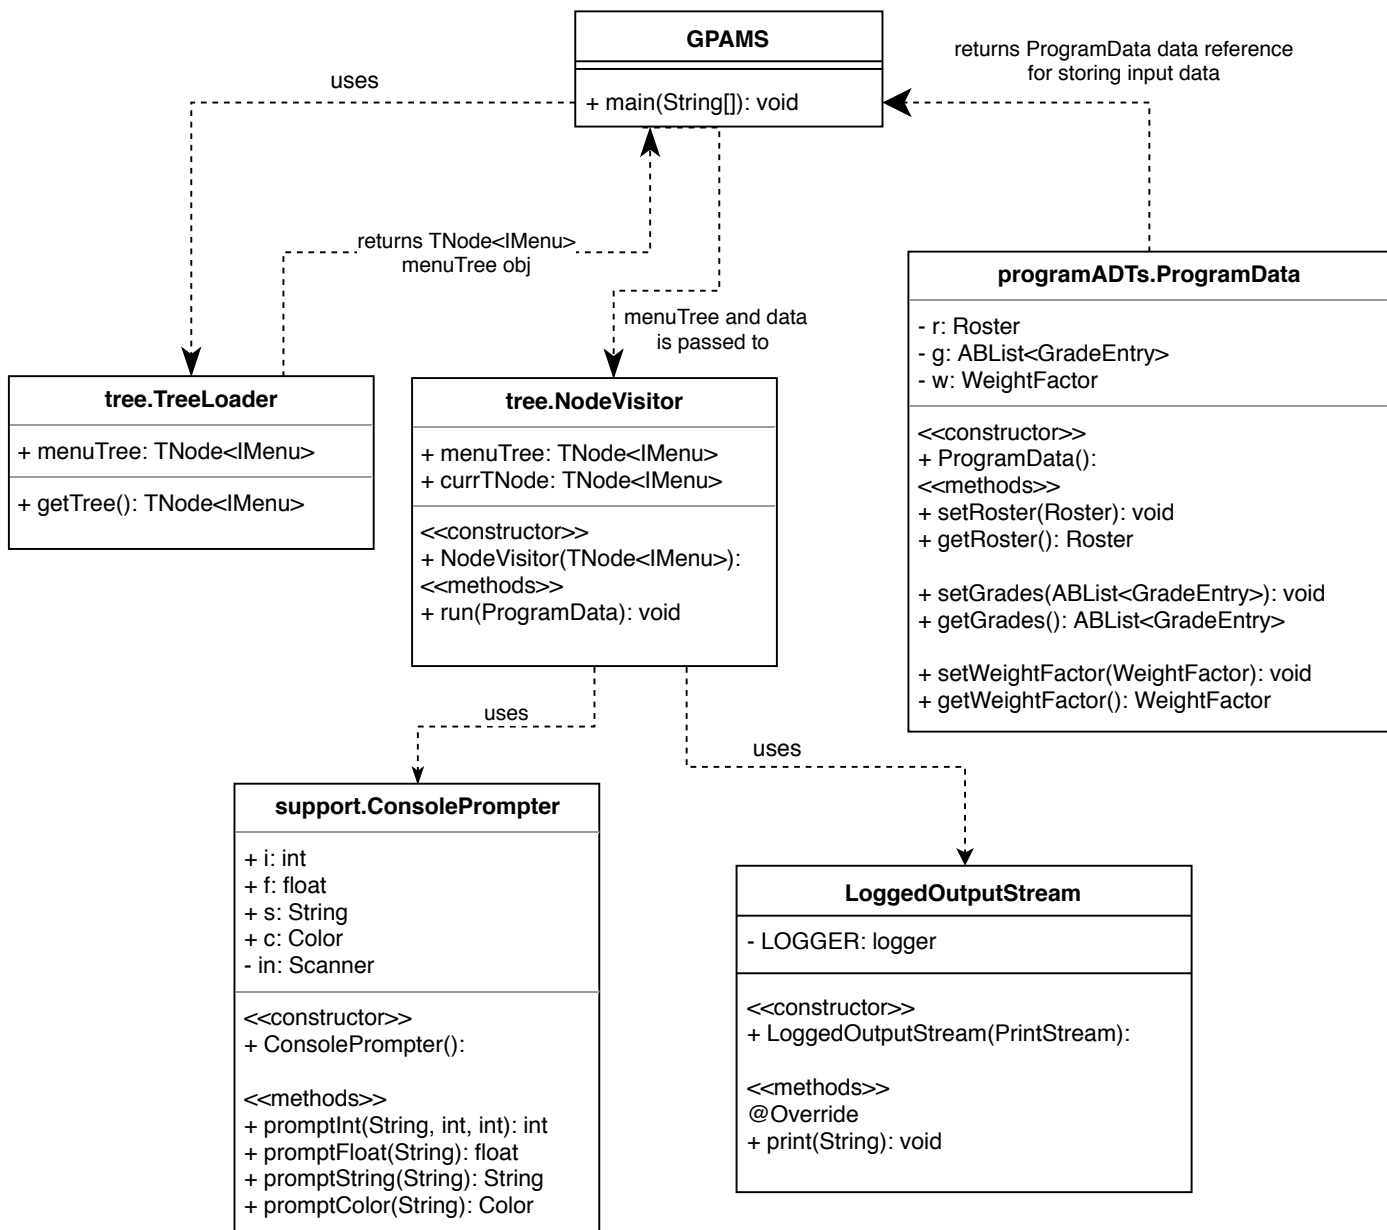 GPAMS
+ main(String[]): void
returns ProgramData data reference
for storing input data
uses
returns TNode<IMenu>
menuTree obj
menuTree and data
is passed to
tree.TreeLoader
+ menuTree: TNode<IMenu>
+ getTree(): TNode<IMenu>
tree.NodeVisitor
+ menuTree: TNode<IMenu>
+ currTNode: TNode<IMenu>
<<constructor>>
+ NodeVisitor(TNode<IMenu>):
<<methods>>
+ run(ProgramData): void
programADTs.ProgramData
- r: Roster
- g: ABList<GradeEntry>
- w: WeightFactor
<<constructor>>
+ ProgramData():
<<methods>>
+ setRoster(Roster): void
+ getRoster(): Roster
+ setGrades(ABList<GradeEntry>): void
+ getGrades(): ABList<GradeEntry>
+ setWeightFactor(WeightFactor): void
+ getWeightFactor(): WeightFactor
uses
uses
support.ConsolePrompter
+ i: int
+ f: float
+ s: String
+ c: Color
- in: Scanner
<<constructor>>
+ ConsolePrompter():
<<methods>>
+ promptInt(String, int, int): int
+ promptFloat(String): float
+ promptString(String): String
+ promptColor(String): Color
LoggedOutputStream
- LOGGER: logger
<<constructor>>
+ LoggedOutputStream(PrintStream):
<<methods>>
@Override
+ print(String): void